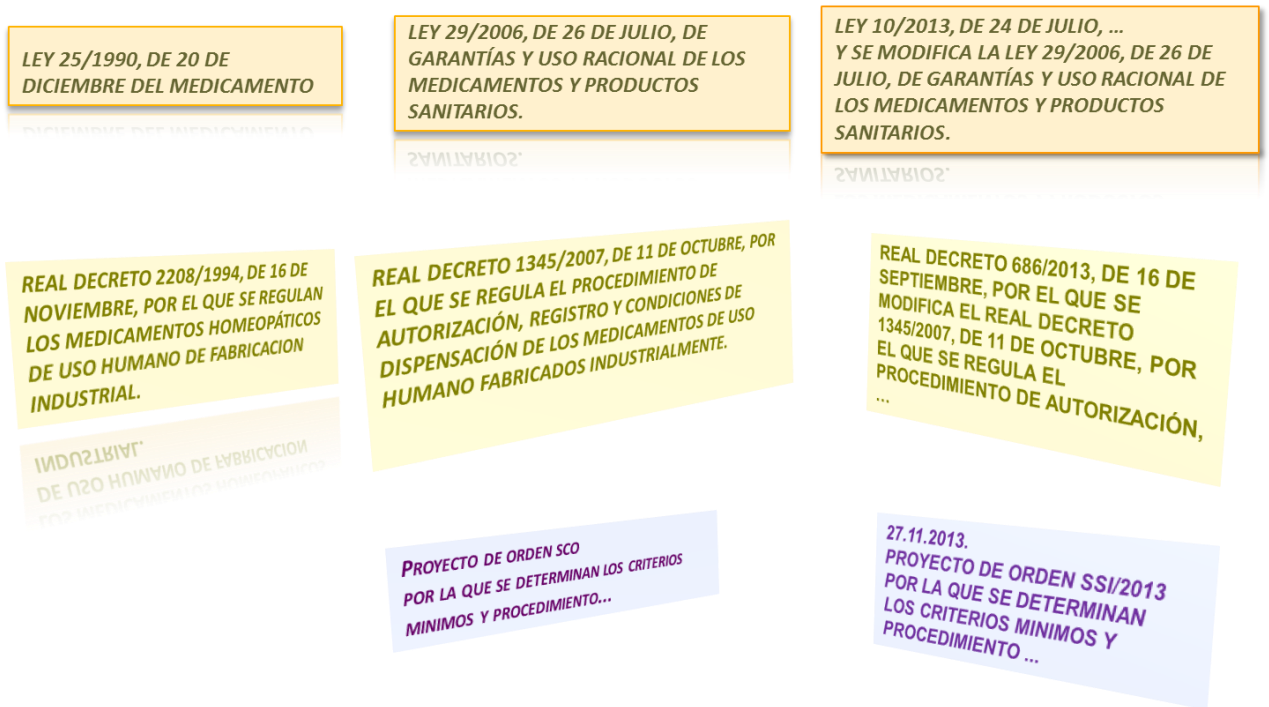 LEY 25/1990, DE 20 DE
DICIEMBRE DEL MEDICAMENTO
LEY 29/2006, DE 26 DE JULIO, DE
GARANTÍAS Y USO RACIONAL DE LOS
MEDICAMENTOS Y PRODUCTOS
SANITARIOS.
LEY 10/2013, DE 24 DE JULIO, ...
Y SE MODIFICA LA LEY 29/2006, DE 26 DE
JULIO, DE GARANTÍAS Y USO RACIONAL DE
LOS MEDICAMENTOS Y PRODUCTOS
SANITARIOS.
REAL DECRETO 2208/1994, DE 16 DE
NOVIEMBRE, POR EL QUE SE REGULAN
LOS MEDICAMENTOS HOMEOPÁTICOS
DE USO HUMANO DE FABRICACION
INDUSTRIAL.
REAL DECRETO 1345/2007, DE 11 DE OCTUBRE, POR
EL QUE SE REGULA EL PROCEDIMIENTO DE
AUTORIZACIÓN, REGISTRO Y CONDICIONES DE
DISPENSACIÓN DE LOS MEDICAMENTOS DE USO
HUMANO FABRICADOS INDUSTRIALMENTE.
REAL DECRETO 686/2013, DE 16 DE
SEPTIEMBRE, POR EL QUE SE
MODIFICA EL REAL DECRETO
1345/2007, DE 11 DE OCTUBRE, POR
EL QUE SE REGULA EL
PROCEDIMIENTO DE AUTORIZACIÓN,
...
PROYECTO DE ORDEN SCO
POR LA QUE SE DETERMINAN LOS CRITERIOS
MINIMOS Y PROCEDIMIENTO...
27.11.2013.
PROYECTO DE ORDEN SSI/2013
POR LA QUE SE DETERMINAN
LOS CRITERIOS MINIMOS Y
PROCEDIMIENTO ...